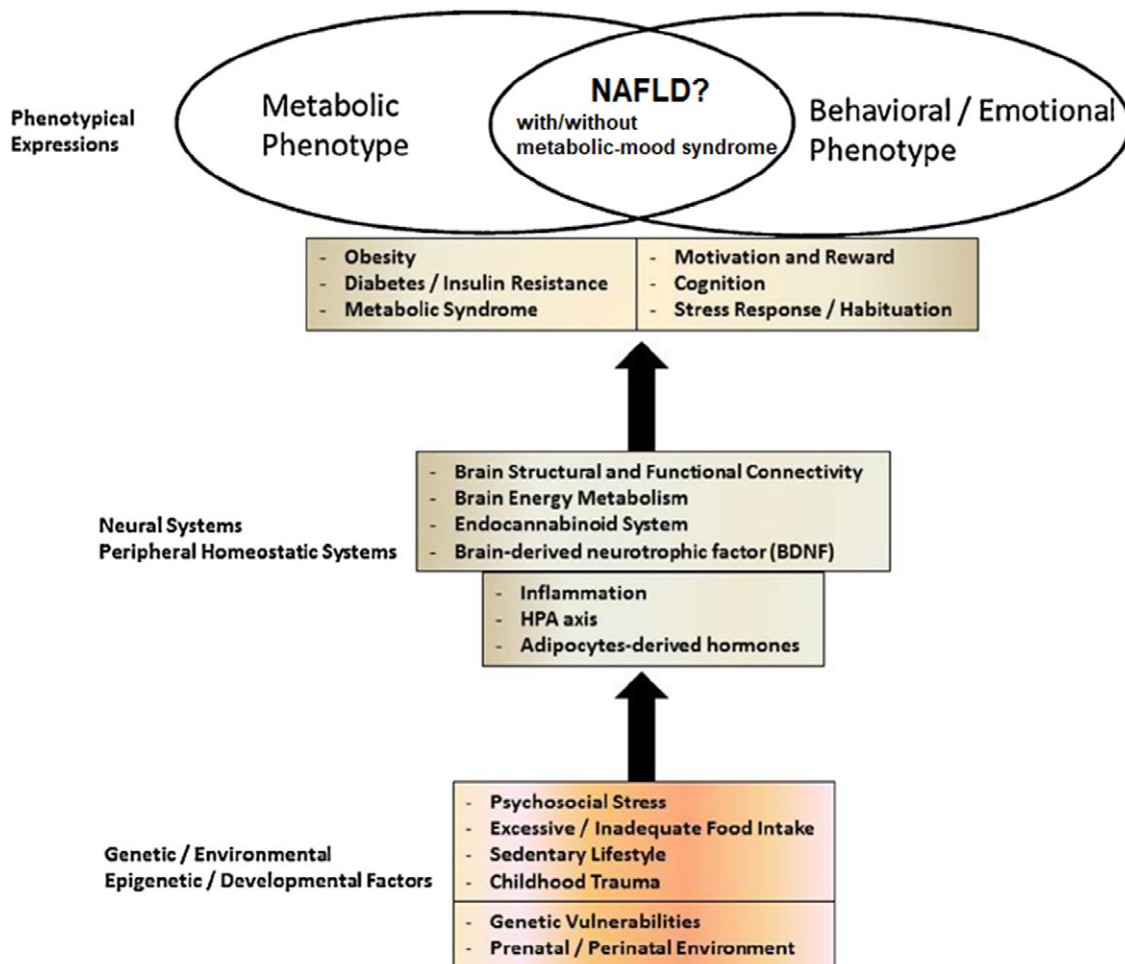 Phenotypical
Expressions
Metabolic
Phenotype
NAFLD?
with/without
metabolic-mood syndrome
Behavioral / Emotional
Phenotype
- Obesity
- Diabetes / Insulin Resistance
- Metabolic Syndrome
- Motivation and Reward
- Cognition
- Stress Response / Habituation
Neural Systems
Peripheral Homeostatic Systems
- Brain Structural and Functional Connectivity
- Brain Energy Metabolism
- Endocannabinoid System
- Brain-derived neurotrophic factor (BDNF)
- Inflammation
- HPA axis
- Adipocytes-derived hormones
Genetic / Environmental
Epigenetic / Developmental Factors
- Psychosocial Stress
- Excessive / Inadequate Food Intake
- Sedentary Lifestyle
- Childhood Trauma
- Genetic Vulnerabilities
- Prenatal / Perinatal Environment